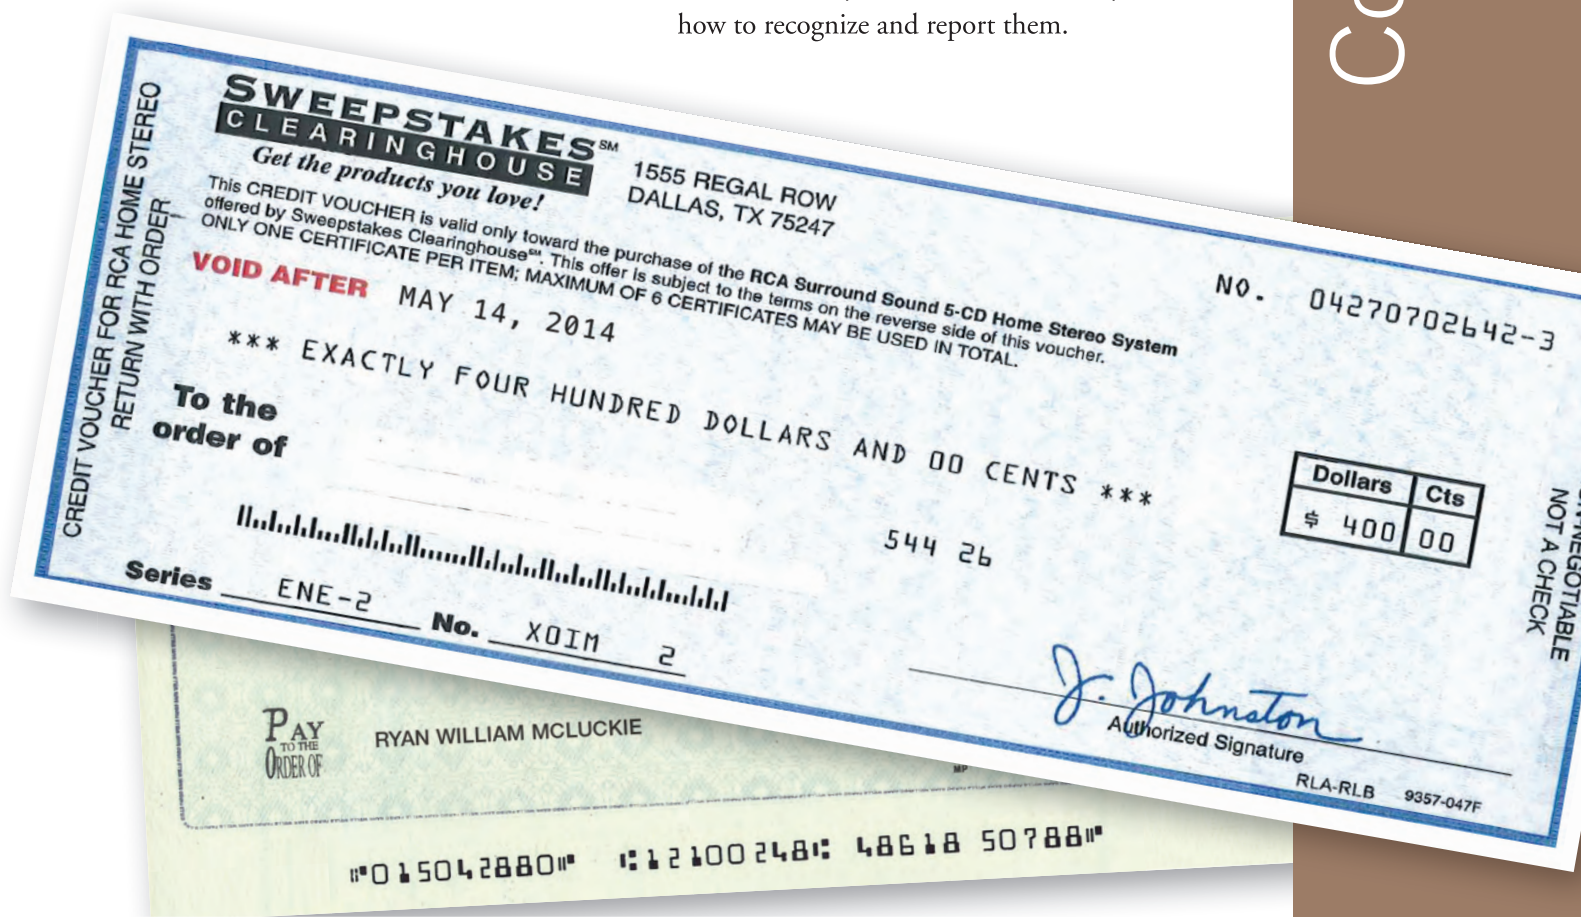 how to recognize and report them.
Co
SWEEPSTAKES SM
CLEARINGHOUSE
Get the products you love!
1555 REGAL ROW
DALLAS, TX 75247
This CREDIT VOUCHER is valid only toward the purchase of the RCA Surround Sound 5-CD Home Stereo System
offered by Sweepstakes Clearinghouse℠. This offer is subject to the terms on the reverse side of this voucher.
ONLY ONE CERTIFICATE PER ITEM; MAXIMUM OF 6 CERTIFICATES MAY BE USED IN TOTAL.
NO. 04270702642-3
VOID AFTER MAY 14, 2014
*** EXACTLY FOUR HUNDRED DOLLARS AND 00 CENTS ***
To the
order of
Dollars Cts
$ 400 00
544 26
Series ENE-2 No. XOIM 2
J. Johnston
Authorized Signature
RLA-RLB 9357-047F
CREDIT VOUCHER FOR RCA HOME STEREO
RETURN WITH ORDER
NEGOTIABLE
NOT A CHECK
PAY
TO THE
ORDER OF
RYAN WILLIAM MCLUCKIE
MP
⑈015042880⑈ ⑆12100248⑆ 48618 50788⑈